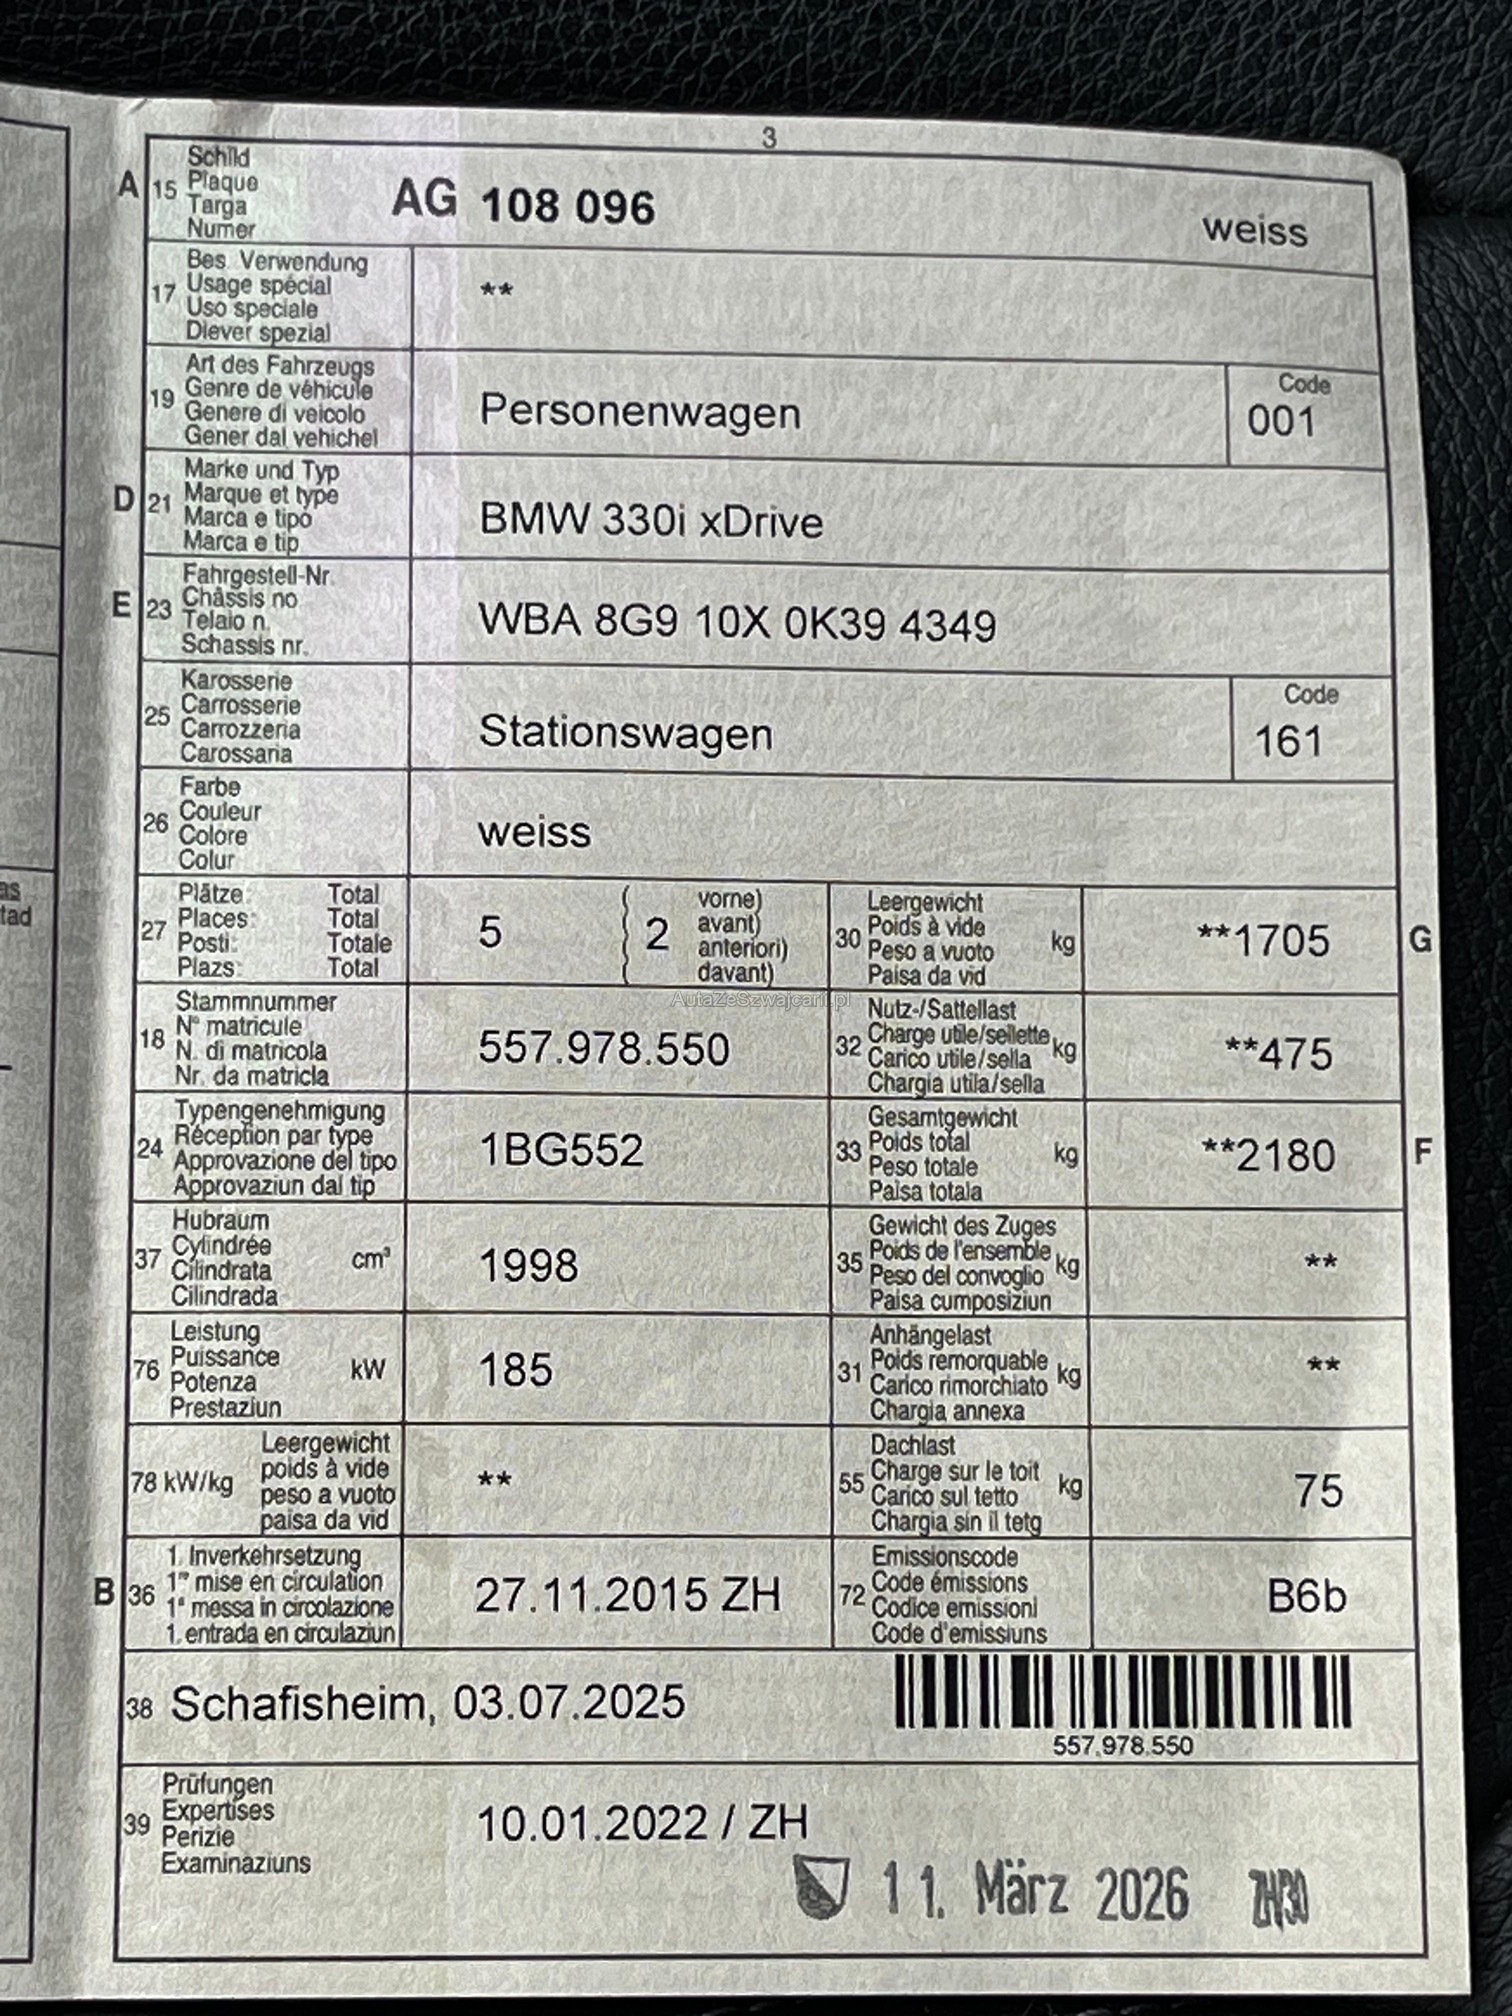 3
A 15 Schild Plaque Targa Numer AG 108 096 weiss
17 Bes. Verwendung Usage spécial Uso speciale Diever spezial **
19 Art des Fahrzeugs Genre de véhicule Genere di veicolo Gener dal vehichel Personenwagen Code 001
D 21 Marke und Typ Marque et type Marca e tipo Marca e tip BMW 330i xDrive
E 23 Fahrgestell-Nr. Châssis no Telaio n. Schassis nr. WBA 8G9 10X 0K39 4349
25 Karosserie Carrosserie Carrozzeria Carossaria Stationswagen Code 161
26 Farbe Couleur Colore Colur weiss
27 Plätze: Total Places: Total Posti: Totale Plazs: Total 5 ( 2 vorne) avant) anteriori) davant)
30 Leergewicht Poids à vide Peso a vuoto Paisa da vid kg **1705 G
AutaZeSzwajcarii.pl
18 Stammnummer N° matricule N. di matricola Nr. da matricla 557.978.550
32 Nutz-/Sattellast Charge utile/sellette Carico utile/sella Chargia utila/sella kg **475
24 Typengenehmigung Réception par type Approvazione del tipo Approvaziun dal tip 1BG552
33 Gesamtgewicht Poids total Peso totale Paisa totala kg **2180 F
37 Hubraum Cylindrée Cilindrata Cilindrada cm³ 1998
35 Gewicht des Zuges Poids de l'ensemble Peso del convoglio Paisa cumposiziun kg **
76 Leistung Puissance Potenza Prestaziun kW 185
31 Anhängelast Poids remorquable Carico rimorchiato Chargia annexa kg **
78 kW/kg Leergewicht poids à vide peso a vuoto paisa da vid **
55 Dachlast Charge sur le toit Carico sul tetto Chargia sin il tetg kg 75
B 36 1. Inverkehrsetzung 1re mise en circulation 1a messa in circolazione 1. entrada en circulaziun 27.11.2015 ZH
72 Emissionscode Code émissions Codice emissioni Code d'emissiuns B6b
38 Schafisheim, 03.07.2025
557.978.550
39 Prüfungen Expertises Perizie Examinaziuns 10.01.2022 / ZH
11. März 2026 ZH30
as
tad